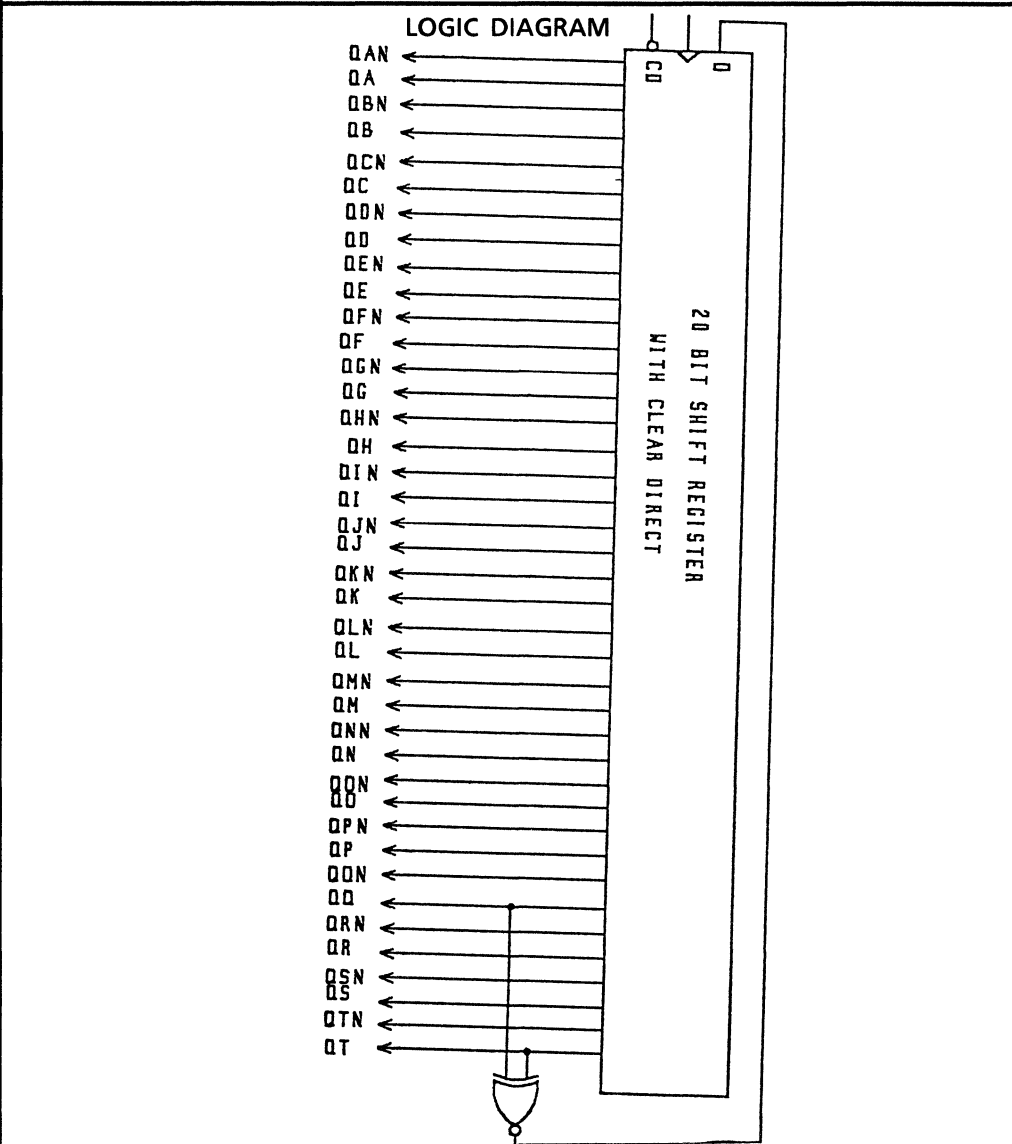 LOGIC DIAGRAM
QAN
QA
QBN
QB
QCN
QC
QDN
QD
QEN
QE
QFN
QF
QGN
QG
QHN
QH
QIN
QI
QJN
QJ
QKN
QK
QLN
QL
QMN
QM
QNN
QN
QON
QO
QPN
QP
QQN
QQ
QRN
QR
QSN
QS
QTN
QT
CD
D
20 BIT SHIFT REGISTER
WITH CLEAR DIRECT